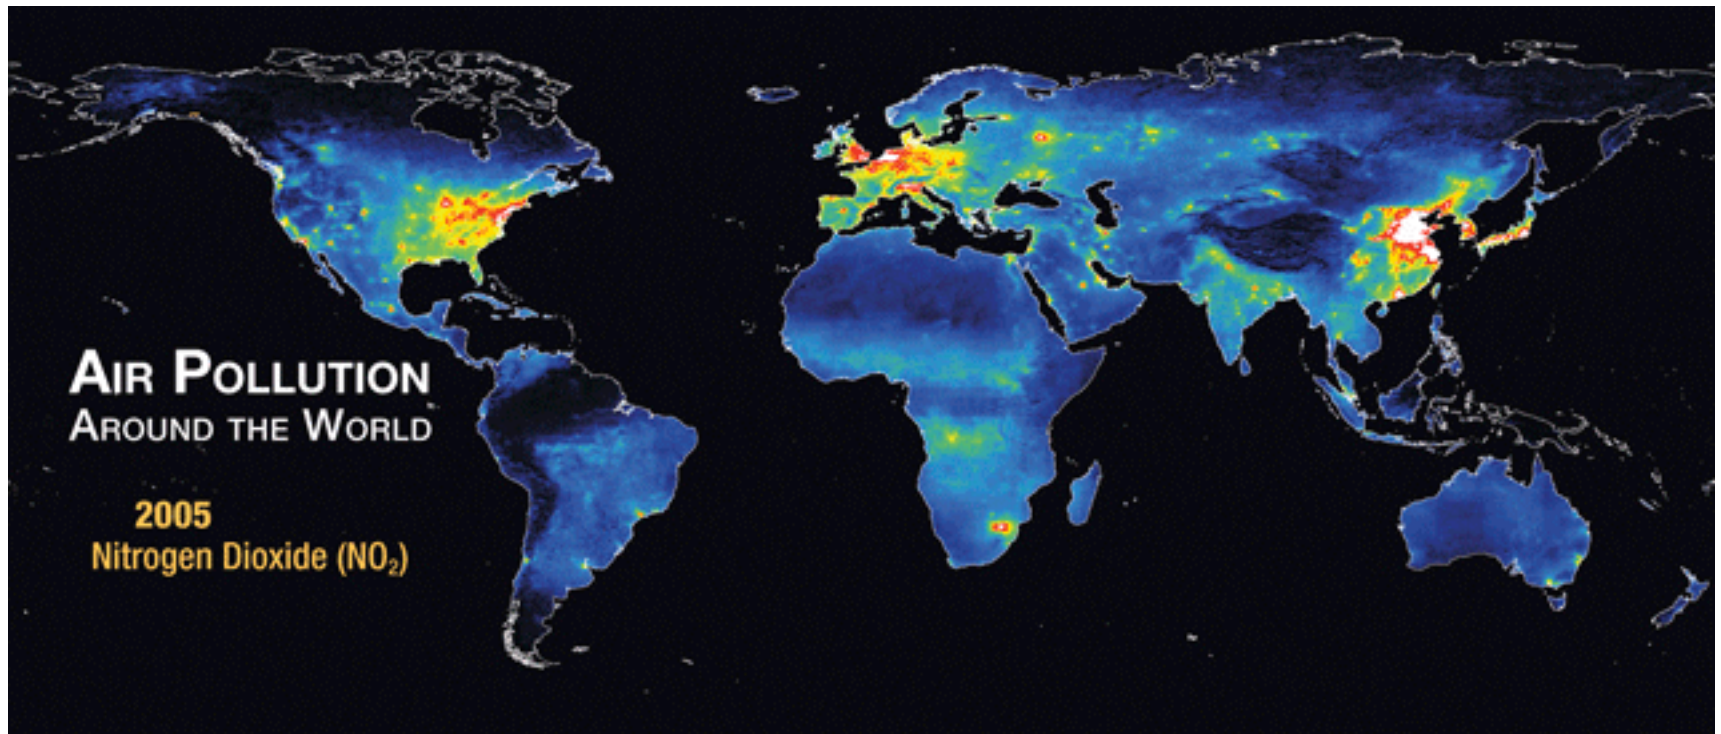 AIR POLLUTION
AROUND THE WORLD
2005
Nitrogen Dioxide (NO₂)